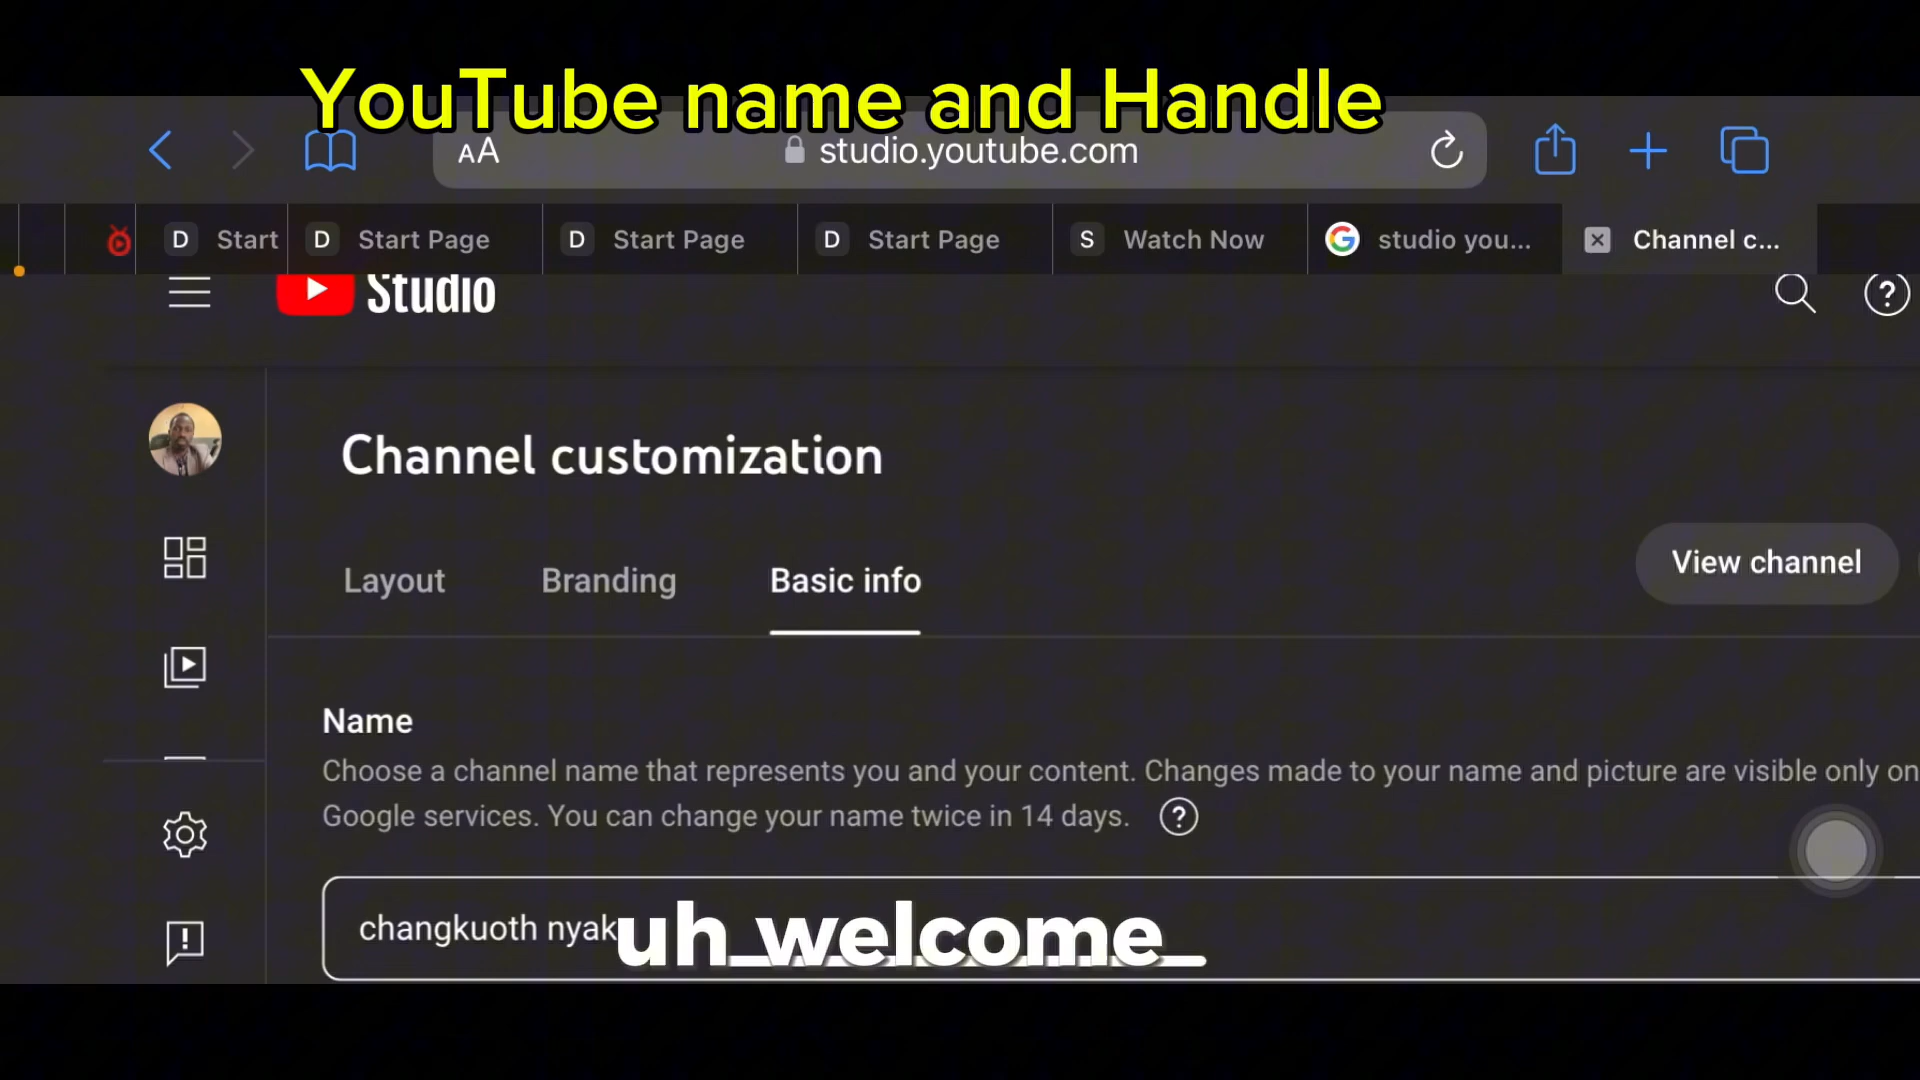 YouTube name and Handle
AA studio.youtube.com
D Start D Start Page D Start Page D Start Page S Watch Now G studio you... Channel c...
Studio
Channel customization
Layout Branding Basic info View channel
Name
Choose a channel name that represents you and your content. Changes made to your name and picture are visible only on
Google services. You can change your name twice in 14 days.
changkuoth nyak
uh welcome